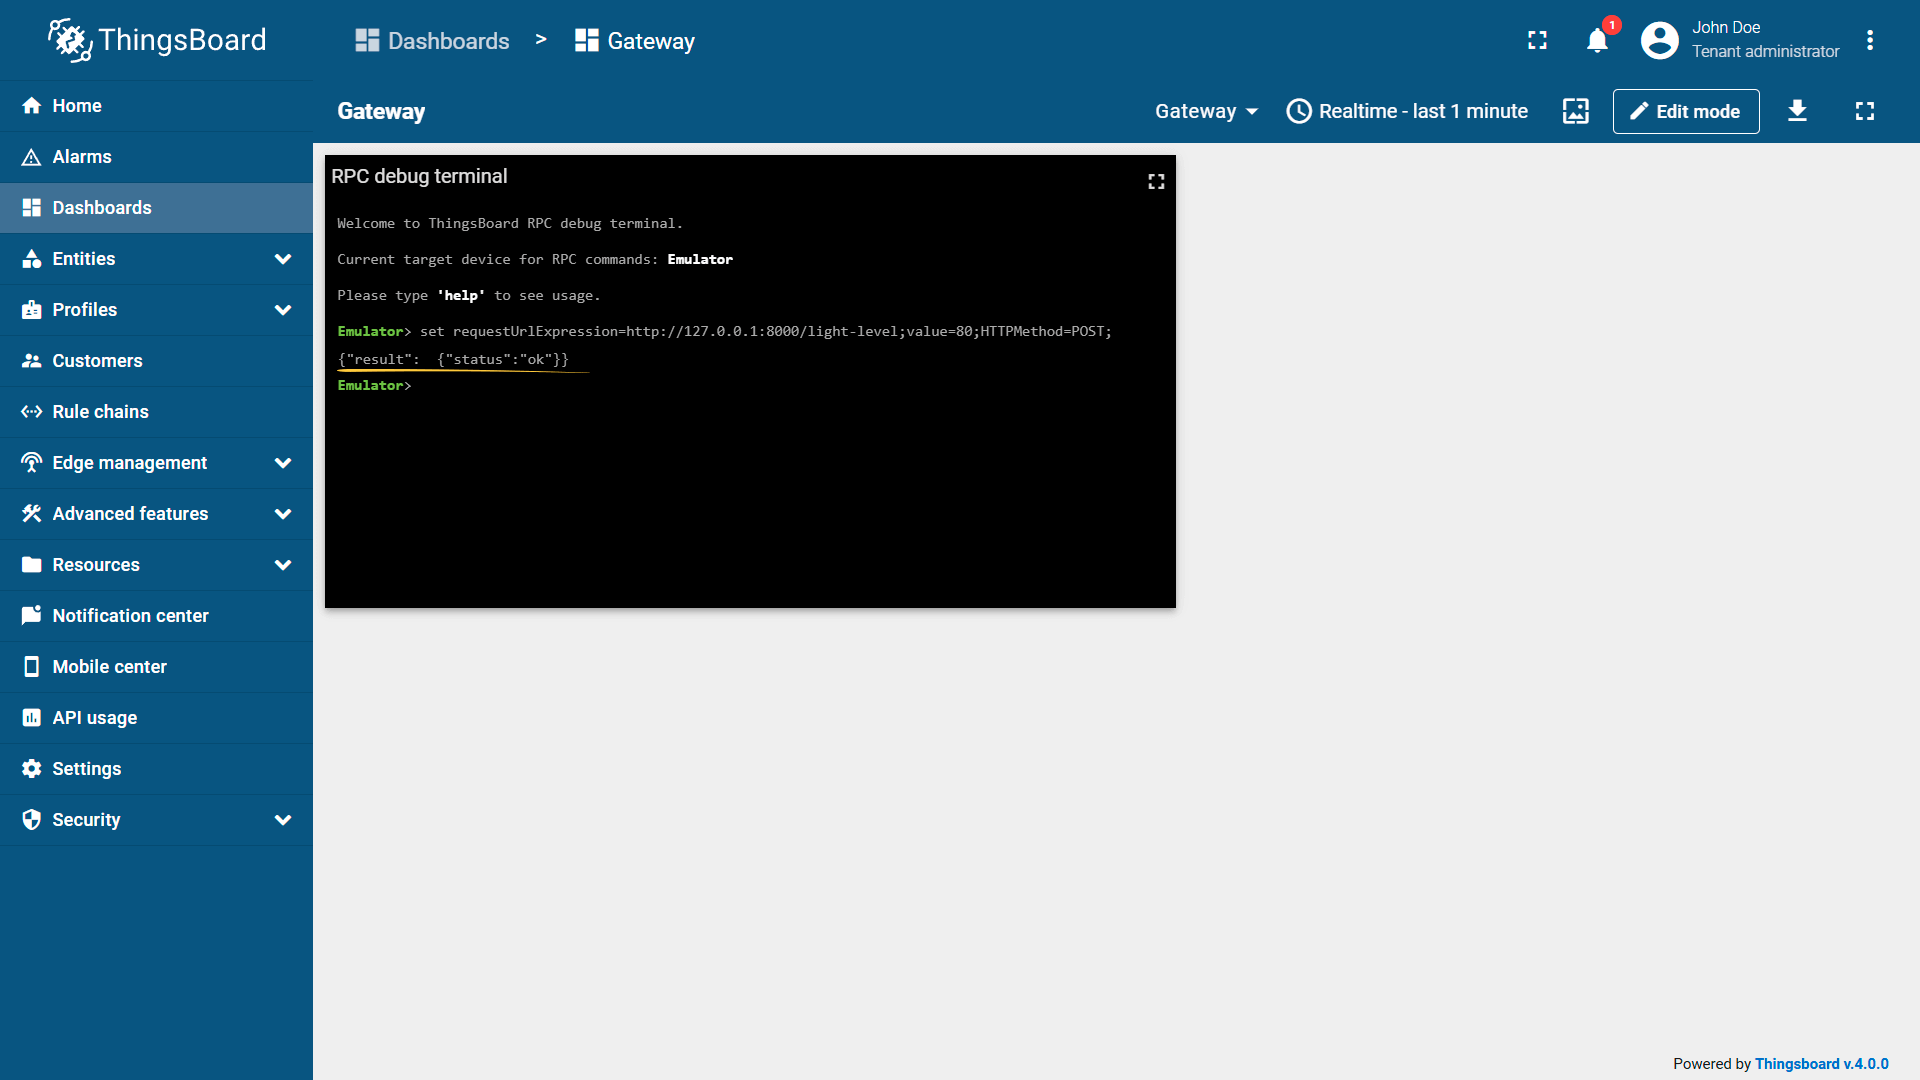 ThingsBoard
Dashboards > Gateway
1
John Doe
Tenant administrator
Home
Alarms
Dashboards
Entities
Profiles
Customers
Rule chains
Edge management
Advanced features
Resources
Notification center
Mobile center
API usage
Settings
Security
Gateway
Gateway
Realtime - last 1 minute
Edit mode
RPC debug terminal
Welcome to ThingsBoard RPC debug terminal.
Current target device for RPC commands: Emulator
Please type 'help' to see usage.
Emulator> set requestUrlExpression=http://127.0.0.1:8000/light-level;value=80;HTTPMethod=POST;
{"result":  {"status":"ok"}}
Emulator>
Powered by Thingsboard v.4.0.0